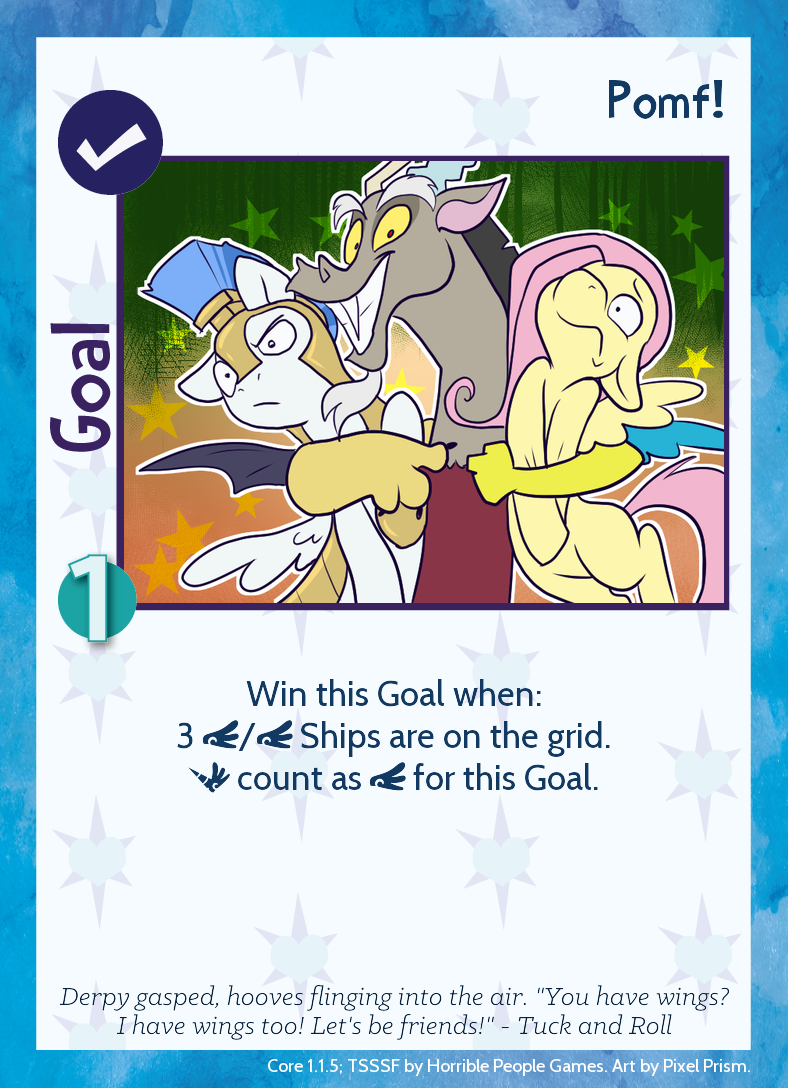 Pomf!
Goal
1
Win this Goal when:
3 / Ships are on the grid.
count as for this Goal.
Derpy gasped, hooves flinging into the air. "You have wings?
I have wings too! Let's be friends!" - Tuck and Roll
Core 1.1.5; TSSSF by Horrible People Games. Art by Pixel Prism.